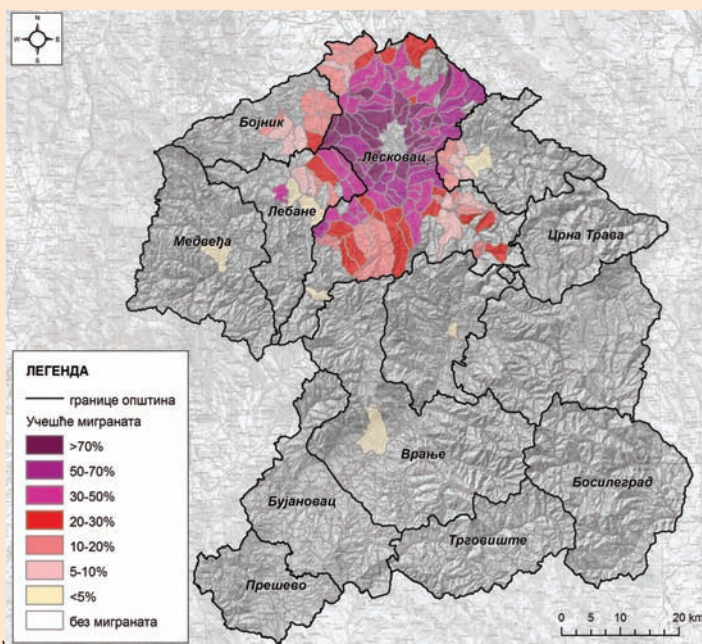 N
W E
S
Бојник
Лесковац
Лебане
Медвеђа
Црна Трава
ЛЕГЕНДА
границе општина
Учешће миграната
>70%
50-70%
30-50%
20-30%
10-20%
5-10%
<5%
без миграната
Врање
Босилеград
Бујановац
Трговиште
Прешево
0 5 10 20 km